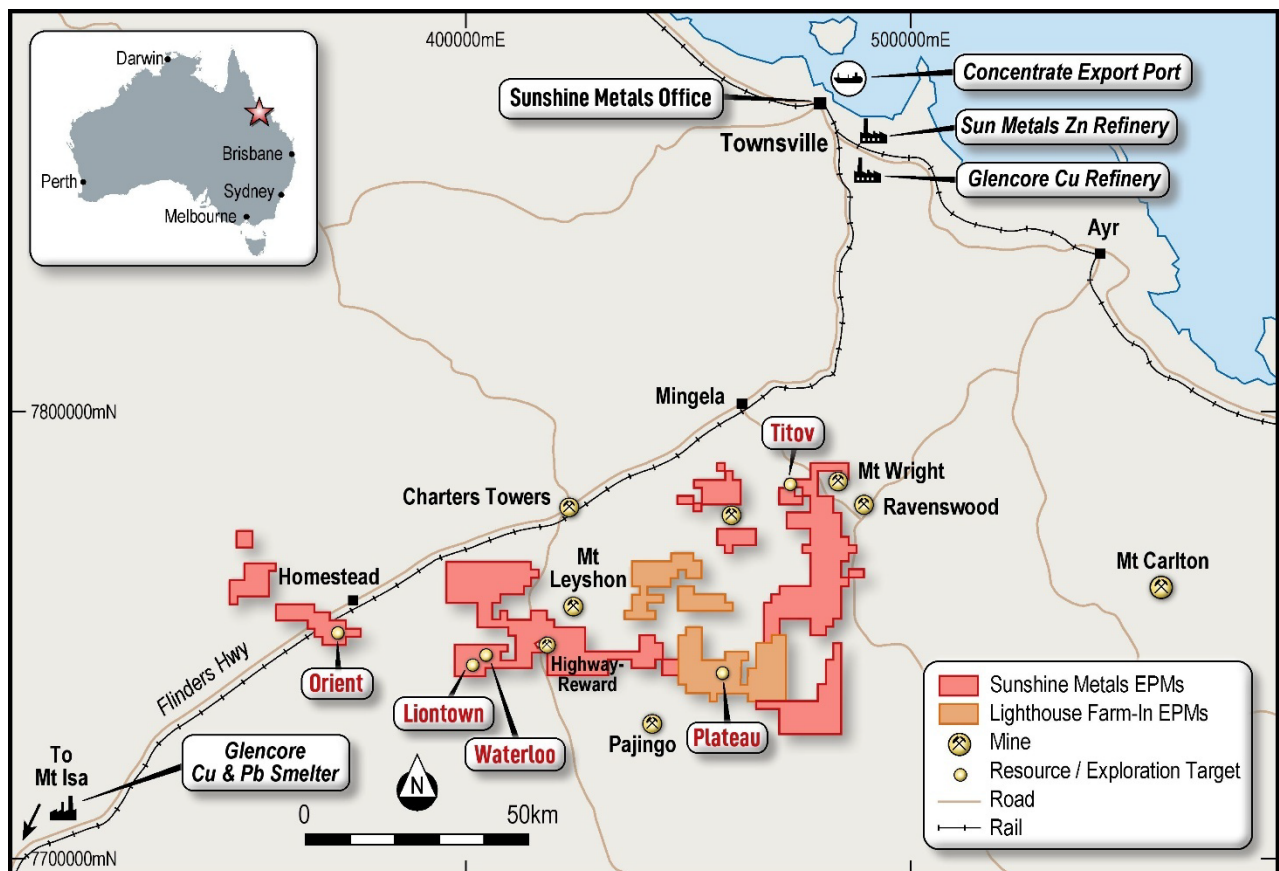 400000mE
500000mE
Darwin
Brisbane
Perth
Sydney
Melbourne
Sunshine Metals Office
Concentrate Export Port
Sun Metals Zn Refinery
Townsville
Glencore Cu Refinery
Ayr
7800000mN
Mingela
Titov
Mt Wright
Charters Towers
Ravenswood
Mt
Leyshon
Mt Carlton
Homestead
Highway-
Reward
Orient
Flinders Hwy
Liontown
Waterloo
Pajingo
Plateau
To
Mt Isa
Glencore
Cu & Pb Smelter
N
0
50km
7700000mN
Sunshine Metals EPMs
Lighthouse Farm-In EPMs
Mine
Resource / Exploration Target
Road
Rail